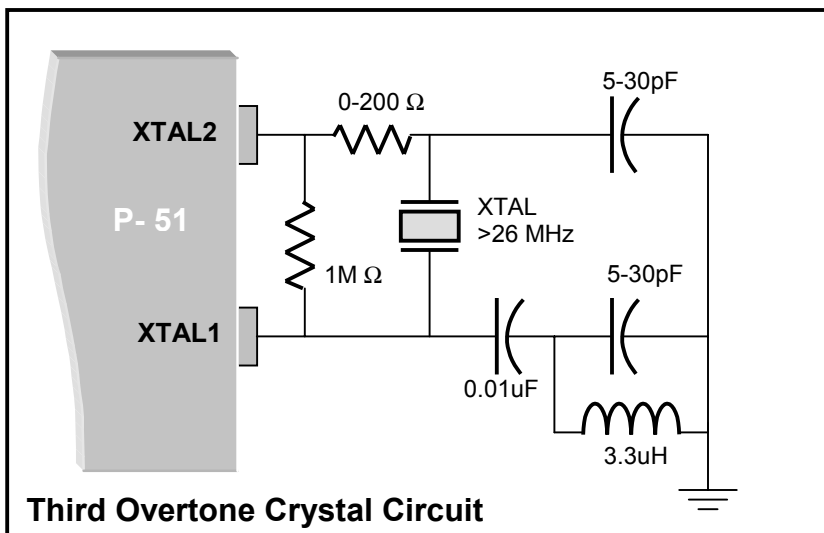 5-30pF
0-200 Ω
XTAL2
P- 51
XTAL
>26 MHz
1M Ω
5-30pF
XTAL1
0.01uF
3.3uH
Third Overtone Crystal Circuit